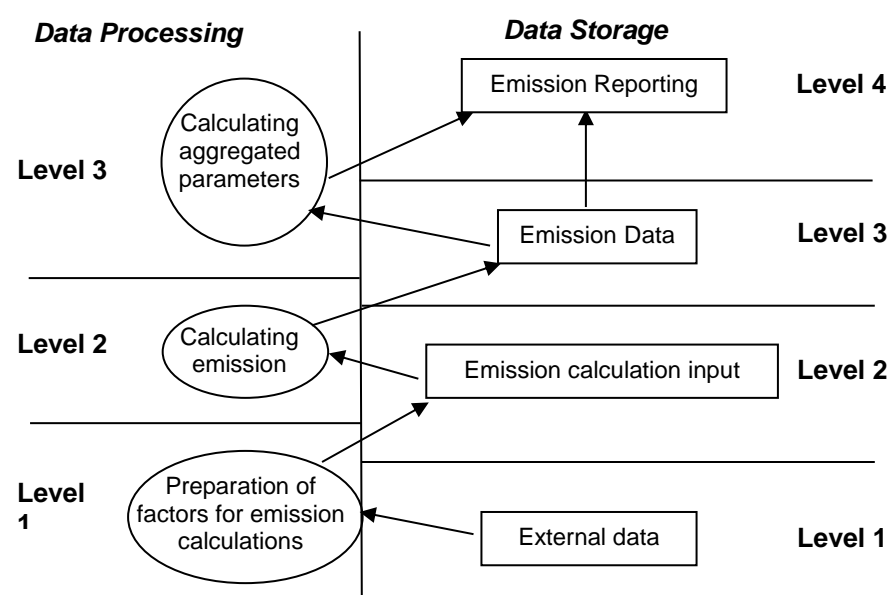 Data Processing
Data Storage
Emission Reporting
Level 4
Calculating
aggregated
parameters
Level 3
Emission Data
Level 3
Calculating
emission
Level 2
Emission calculation input
Level 2
Preparation of
factors for emission
calculations
Level
1
External data
Level 1